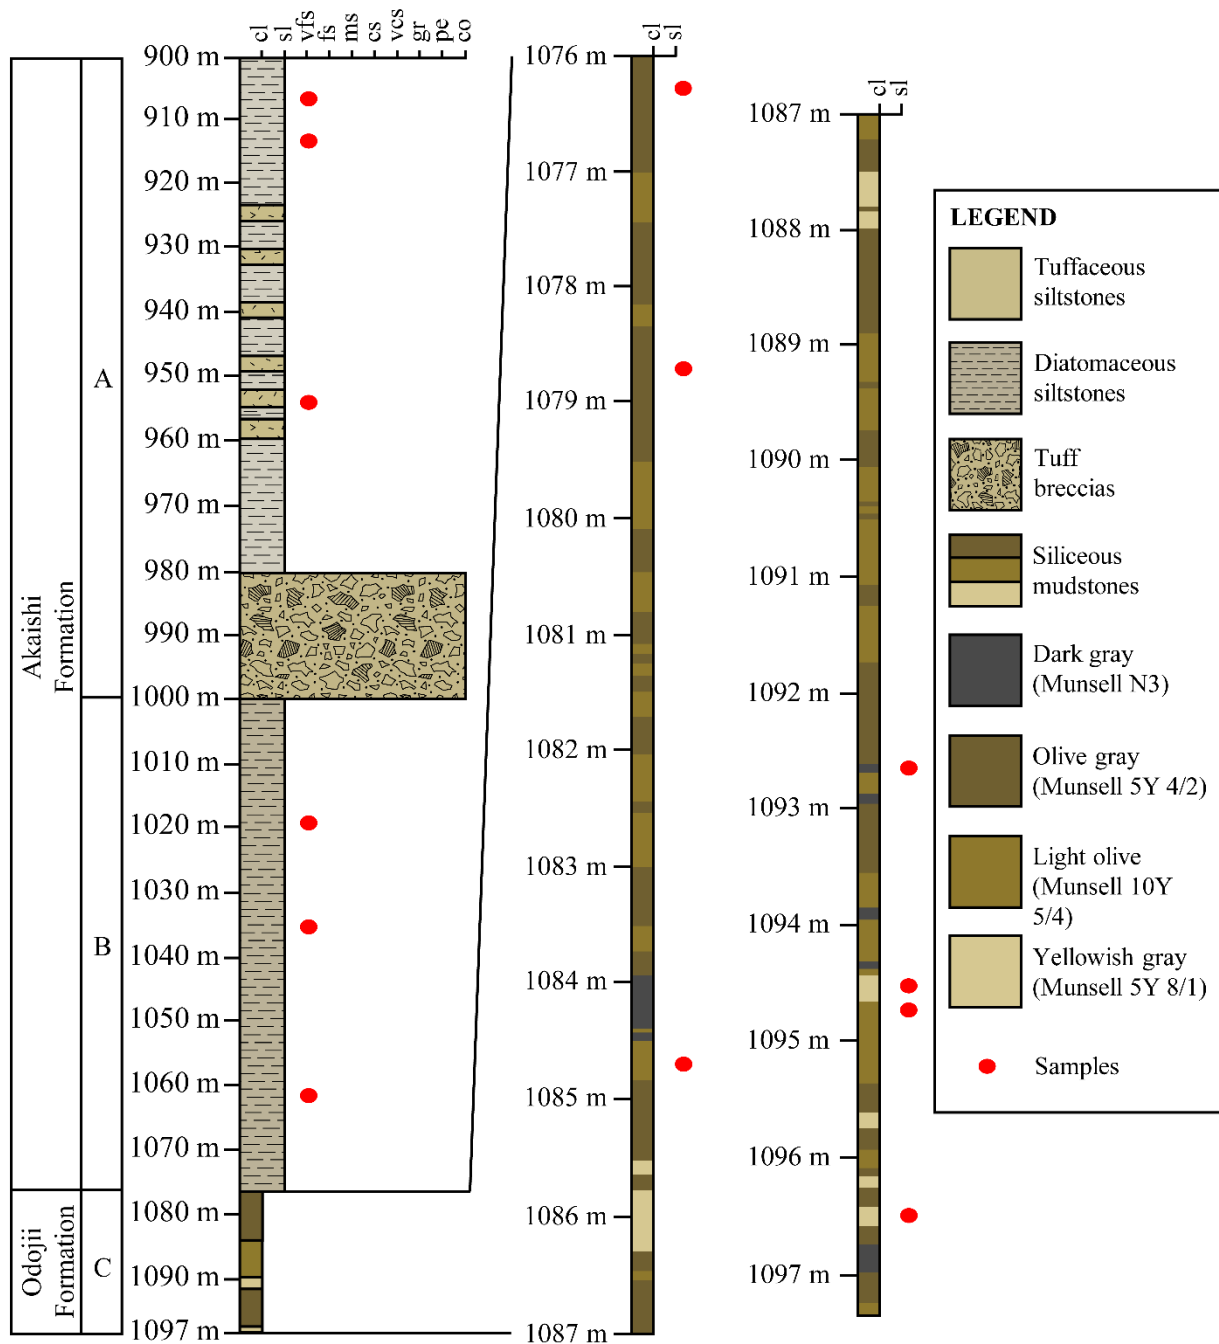 cl
sl
vfs
fs
ms
cs
vcs
gr
pe
co
900 m
910 m
920 m
930 m
940 m
950 m
960 m
970 m
980 m
990 m
1000 m
1010 m
1020 m
1030 m
1040 m
1050 m
1060 m
1070 m
1080 m
1090 m
1097 m
A
B
C
Akaishi
Formation
Odojii
Formation
cl
sl
1076 m
1077 m
1078 m
1079 m
1080 m
1081 m
1082 m
1083 m
1084 m
1085 m
1086 m
1087 m
cl
sl
1087 m
1088 m
1089 m
1090 m
1091 m
1092 m
1093 m
1094 m
1095 m
1096 m
1097 m
LEGEND
Tuffaceous
siltstones
Diatomaceous
siltstones
Tuff
breccias
Siliceous
mudstones
Dark gray
(Munsell N3)
Olive gray
(Munsell 5Y 4/2)
Light olive
(Munsell 10Y
5/4)
Yellowish gray
(Munsell 5Y 8/1)
Samples